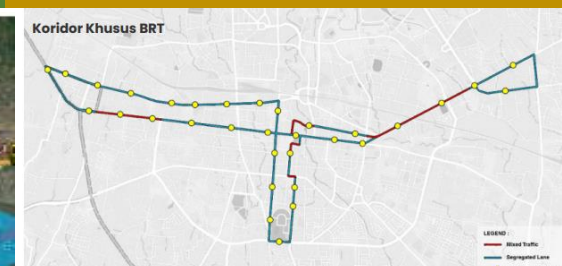 Koridor Khusus BRT
LEGEND :
Mixed Traffic
Segregated Lane